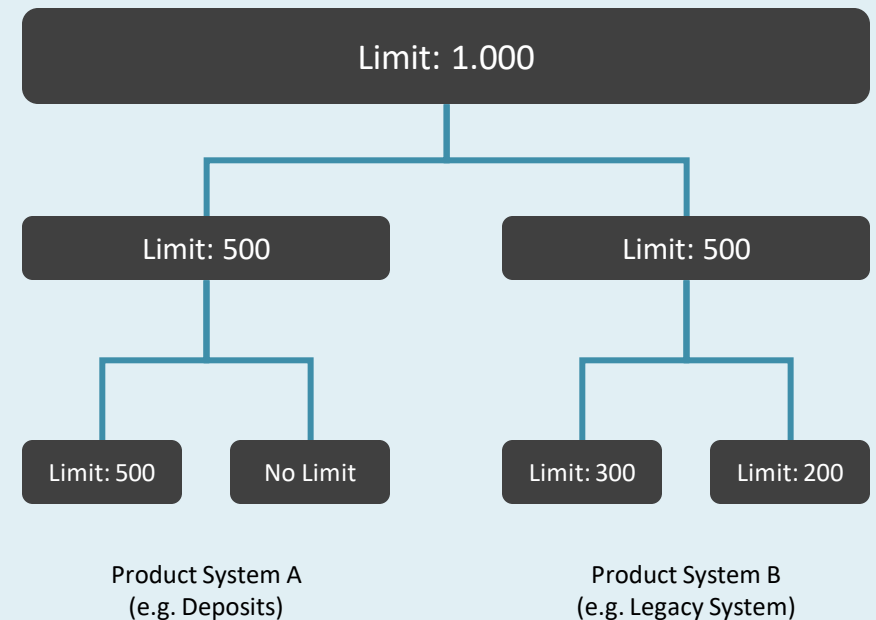 Limit: 1.000
Limit: 500
Limit: 500
Limit: 500
No Limit
Limit: 300
Limit: 200
Product System A
(e.g. Deposits)
Product System B
(e.g. Legacy System)